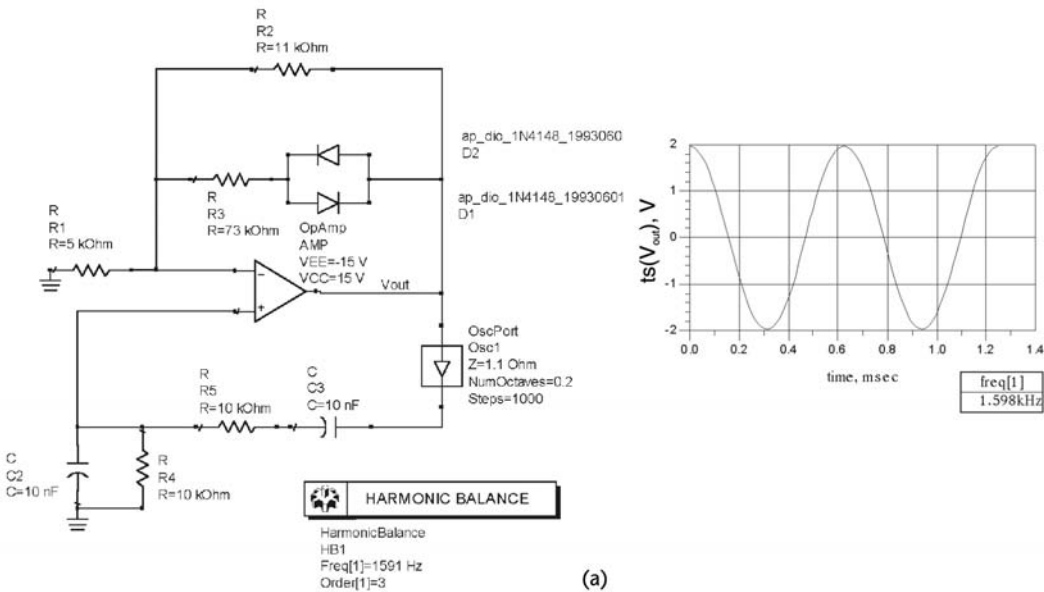 R
R2
R=11 kOhm
ap_dio_1N4148_1993060
D2
ap_dio_1N4148_19930601
D1
R
R3
R=73 kOhm
R
R1
R=5 kOhm
OpAmp
AMP
VEE=-15 V
VCC=15 V
−
+
Vout
OscPort
Osc1
Z=1.1 Ohm
NumOctaves=0.2
Steps=1000
R
R5
R=10 kOhm
C
C3
C=10 nF
C
C2
C=10 nF
R
R4
R=10 kOhm
HARMONIC BALANCE
HarmonicBalance
HB1
Freq[1]=1591 Hz
Order[1]=3
(a)
ts(Vout), V
2
1
0
-1
-2
0.0 0.2 0.4 0.6 0.8 1.0 1.2 1.4
time, msec
freq[1]
1.598kHz